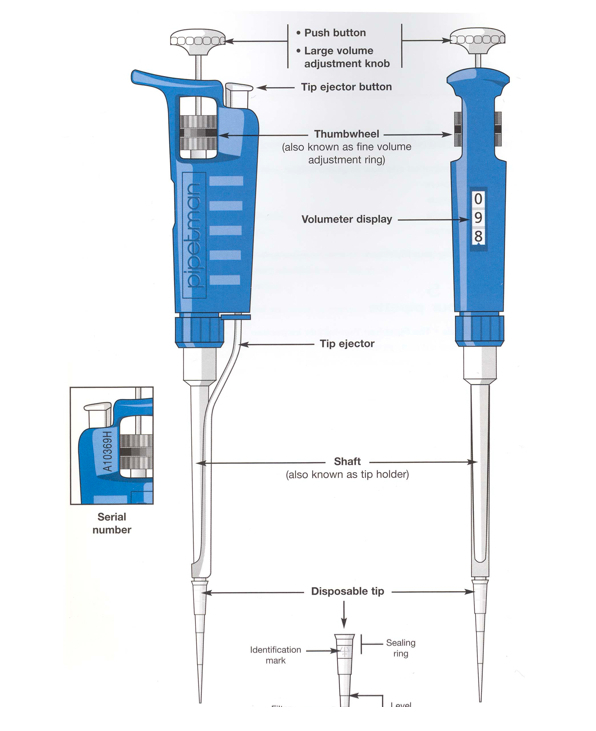 • Push button
• Large volume
adjustment knob
Tip ejector button
Thumbwheel
(also known as fine volume
adjustment ring)
Volumeter display
0
9
8
pipetman
Tip ejector
A10369H
Serial
number
Shaft
(also known as tip holder)
Disposable tip
Identification
mark
Sealing
ring
Level